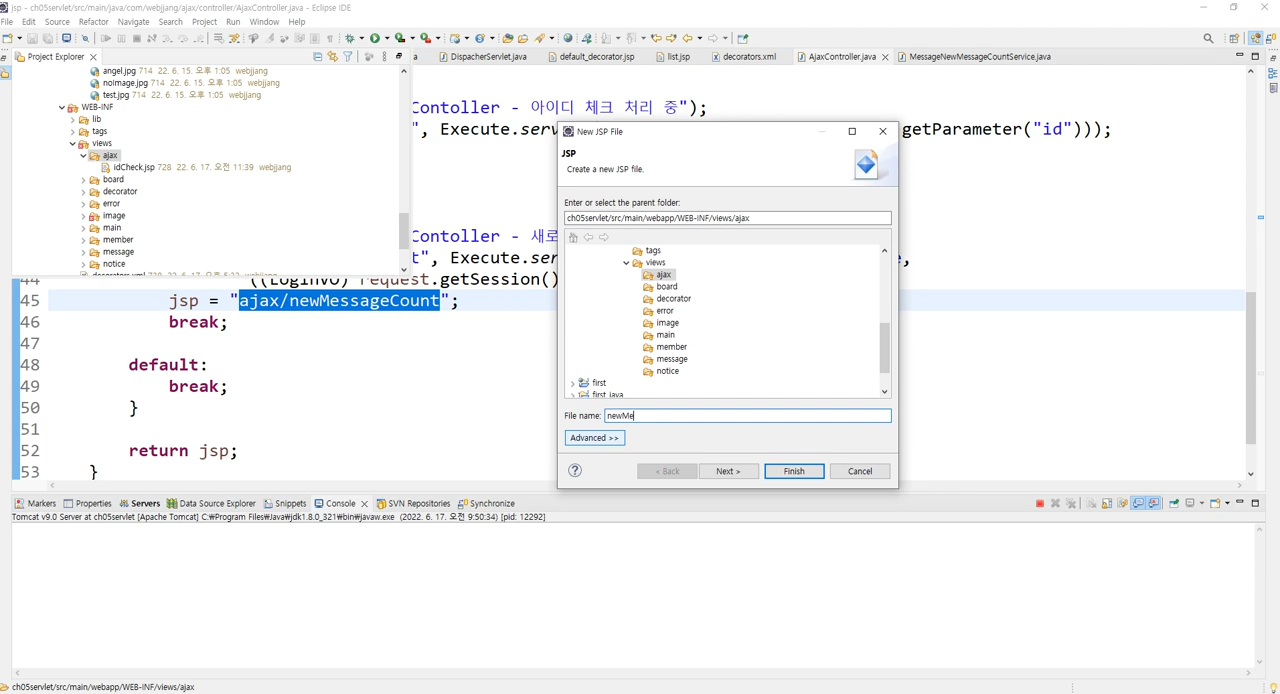 jsp - ch05servlet/src/main/java/com/webjjang/ajax/controller/AjaxController.java - Eclipse IDE
File Edit Source Refactor Navigate Search Project Run Window Help
Project Explorer
a DispacherServlet.java default_decorator.jsp list.jsp decorators.xml AjaxController.java MessageNewMessageCountService.java
angel.jpg 714 22. 6. 15. 오후 1:05 webjjang
noImage.jpg 714 22. 6. 15. 오후 1:05 webjjang
test.jpg 714 22. 6. 15. 오후 1:05 webjjang
WEB-INF
lib
tags
views
ajax
idCheck.jsp 728 22. 6. 17. 오전 11:39 webjjang
board
decorator
error
image
main
member
message
notice
Contoller - 아이디 체크 처리 중");
", Execute.serv
getParameter("id")));
Contoller - 새로
t", Execute.ser
44 ((LoginVO) request.getSession()
45 jsp = "ajax/newMessageCount";
46 break;
47
48 default:
49 break;
50 }
51
52 return jsp;
53 }
New JSP File
JSP
Create a new JSP file.
Enter or select the parent folder:
ch05servlet/src/main/webapp/WEB-INF/views/ajax
tags
views
ajax
board
decorator
error
image
main
member
message
notice
first
first_java
File name: newMe
Advanced >>
? < Back Next > Finish Cancel
Markers Properties Servers Data Source Explorer Snippets Console SVN Repositories Synchronize
Tomcat v9.0 Server at ch05servlet [Apache Tomcat] C:₩Program Files₩Java₩jdk1.8.0_321₩bin₩javaw.exe (2022. 6. 17. 오전 9:50:34) [pid: 12292]
ch05servlet/src/main/webapp/WEB-INF/views/ajax